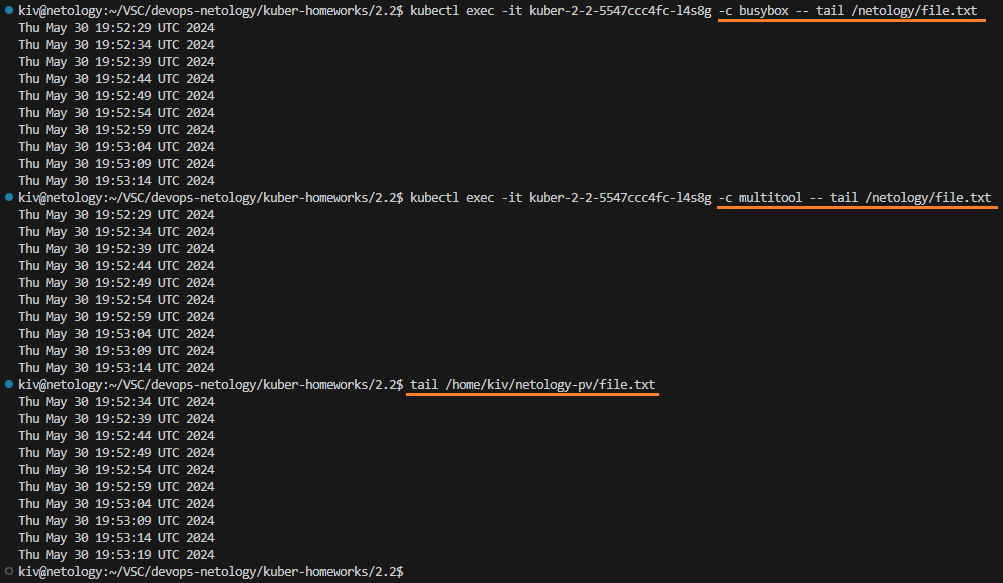 kiv@netology:~/VSC/devops-netology/kuber-homeworks/2.2$ kubectl exec -it kuber-2-2-5547ccc4fc-l4s8g -c busybox -- tail /netology/file.txt
Thu May 30 19:52:29 UTC 2024
Thu May 30 19:52:34 UTC 2024
Thu May 30 19:52:39 UTC 2024
Thu May 30 19:52:44 UTC 2024
Thu May 30 19:52:49 UTC 2024
Thu May 30 19:52:54 UTC 2024
Thu May 30 19:52:59 UTC 2024
Thu May 30 19:53:04 UTC 2024
Thu May 30 19:53:09 UTC 2024
Thu May 30 19:53:14 UTC 2024
kiv@netology:~/VSC/devops-netology/kuber-homeworks/2.2$ kubectl exec -it kuber-2-2-5547ccc4fc-l4s8g -c multitool -- tail /netology/file.txt
Thu May 30 19:52:29 UTC 2024
Thu May 30 19:52:34 UTC 2024
Thu May 30 19:52:39 UTC 2024
Thu May 30 19:52:44 UTC 2024
Thu May 30 19:52:49 UTC 2024
Thu May 30 19:52:54 UTC 2024
Thu May 30 19:52:59 UTC 2024
Thu May 30 19:53:04 UTC 2024
Thu May 30 19:53:09 UTC 2024
Thu May 30 19:53:14 UTC 2024
kiv@netology:~/VSC/devops-netology/kuber-homeworks/2.2$ tail /home/kiv/netology-pv/file.txt
Thu May 30 19:52:34 UTC 2024
Thu May 30 19:52:39 UTC 2024
Thu May 30 19:52:44 UTC 2024
Thu May 30 19:52:49 UTC 2024
Thu May 30 19:52:54 UTC 2024
Thu May 30 19:52:59 UTC 2024
Thu May 30 19:53:04 UTC 2024
Thu May 30 19:53:09 UTC 2024
Thu May 30 19:53:14 UTC 2024
Thu May 30 19:53:19 UTC 2024
kiv@netology:~/VSC/devops-netology/kuber-homeworks/2.2$